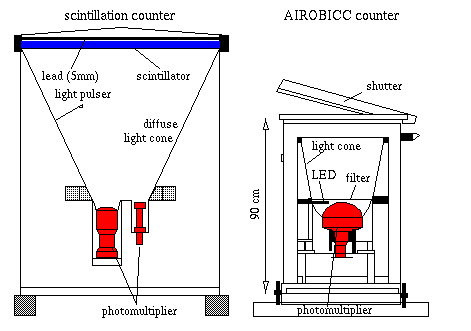 scintillation counter
AIROBICC counter
lead (5mm)
scintillator
light pulser
diffuse
light cone
photomultiplier
shutter
light cone
LED
filter
90 cm
photomultiplier